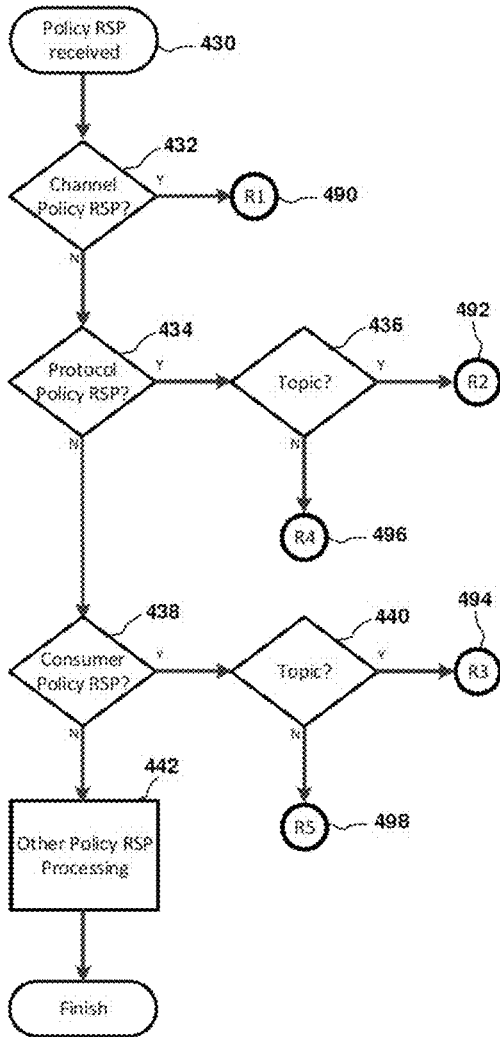 Policy RSP
received
430
432
Channel
Policy RSP?
Y
R1
490
N
434
Protocol
Policy RSP?
Y
436
Topic?
Y
492
R2
N
N
R4
496
438
Consumer
Policy RSP?
Y
440
Topic?
Y
494
R3
N
N
442
R5
498
Other Policy RSP
Processing
Finish